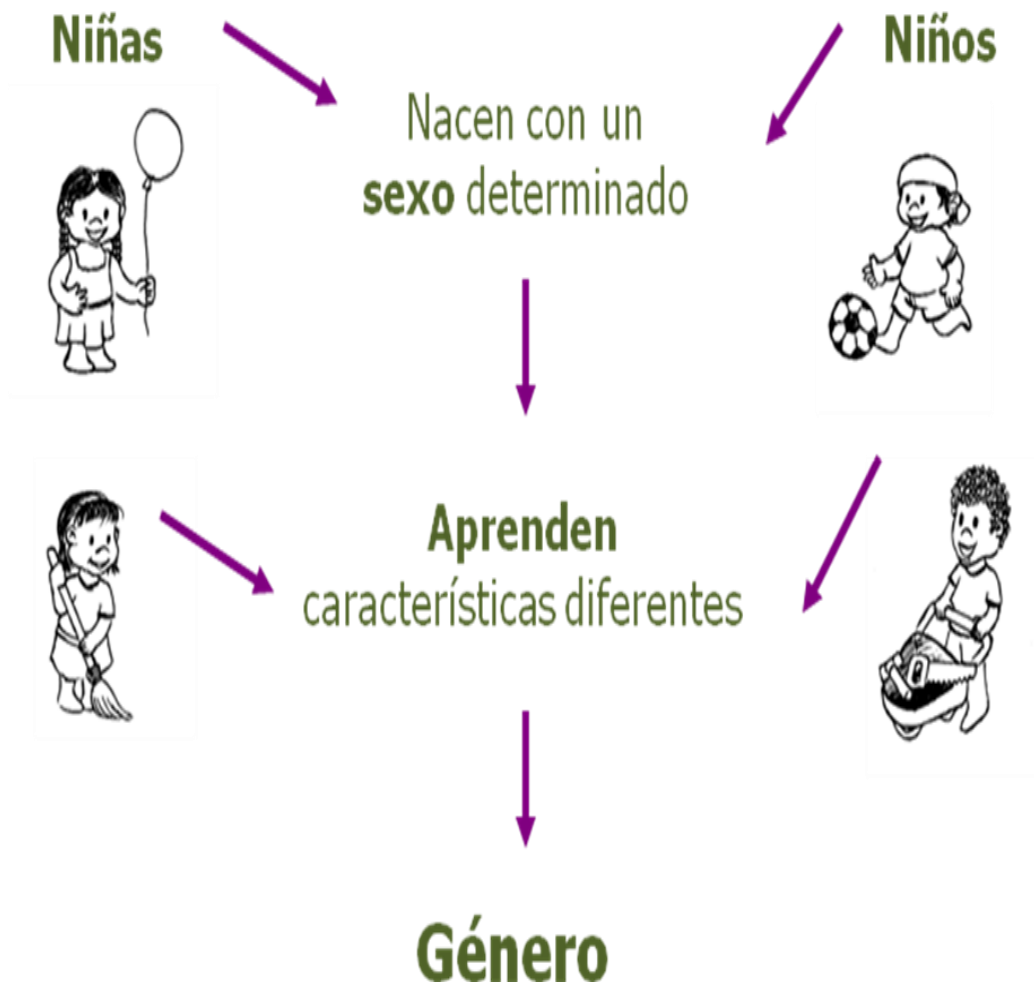 Niñas
Niños
Nacen con un
sexo determinado
Aprenden
características diferentes
Género